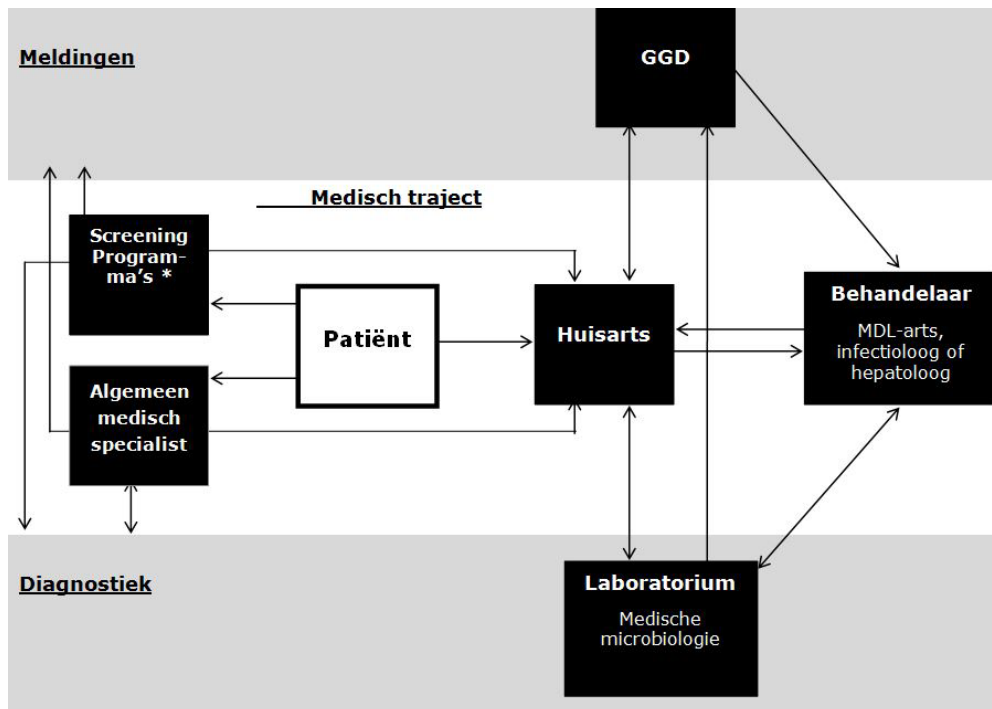 Meldingen
GGD
Medisch traject
Screening
Program-
ma's *
Patiënt
Huisarts
Behandelaar
MDL-arts,
infectioloog of
hepatoloog
Algemeen
medisch
specialist
Diagnostiek
Laboratorium
Medische
microbiologie